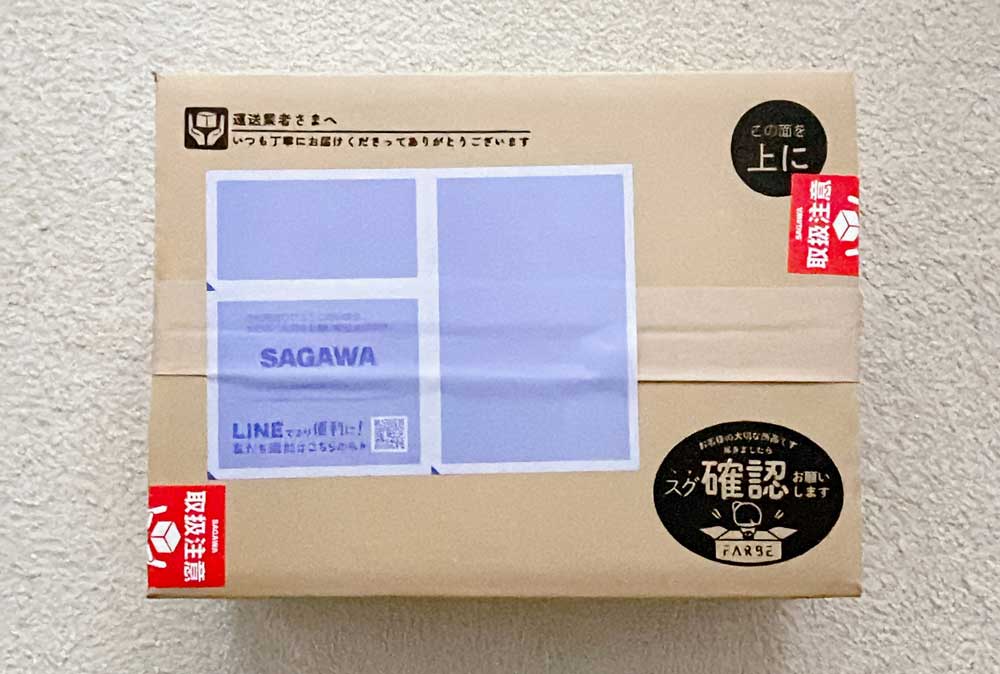 運送業者さまへ
いつも丁寧にお届けくださってありがとうございます
この面を
上に
SAGAWA
取扱注意
SAGAWA
LINEでより便利に!
お客様の大切な商品です
届きましたら
スグ確認お願いします
FARBE
SAGAWA
取扱注意